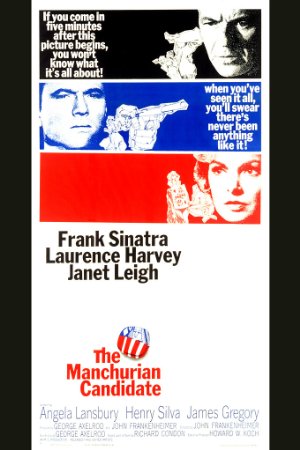 If you come in
five minutes
after this
picture begins,
you won't
know what
it's all about!
when you've
seen it all,
you'll swear
there's
never been
anything
like it!
Frank Sinatra
Laurence Harvey
Janet Leigh
The
Manchurian
Candidate
Angela Lansbury Henry Silva James Gregory
GEORGE AXELROD JOHN FRANKENHEIMER JOHN FRANKENHEIMER
GEORGE AXELROD RICHARD CONDON HOWARD W. KOCH